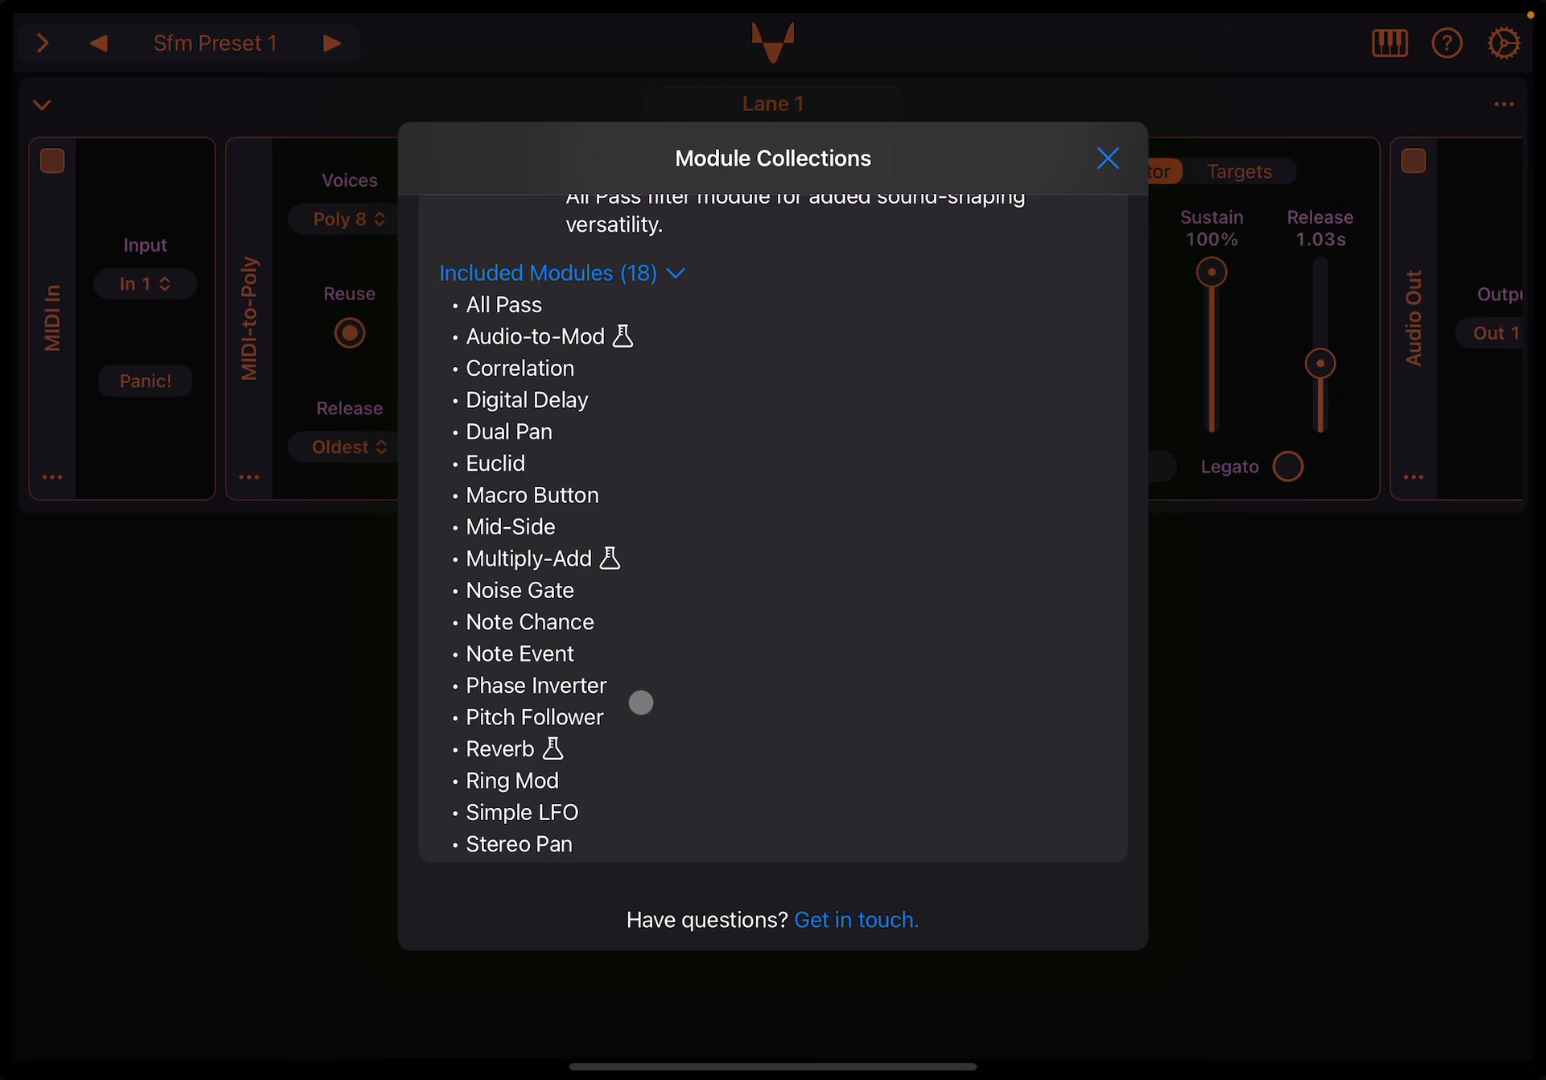 Sfm Preset 1
?
Lane 1
Module Collections
Targets
MIDI In
Input
In 1
Panic!
MIDI-to-Poly
Voices
Poly 8
Reuse
Release
Oldest
All Pass filter module for added sound-shaping
versatility.
Included Modules (18)
• All Pass
• Audio-to-Mod
• Correlation
• Digital Delay
• Dual Pan
• Euclid
• Macro Button
• Mid-Side
• Multiply-Add
• Noise Gate
• Note Chance
• Note Event
• Phase Inverter
• Pitch Follower
• Reverb
• Ring Mod
• Simple LFO
• Stereo Pan
Have questions? Get in touch.
Sustain
100%
Release
1.03s
Legato
Audio Out
Out 1